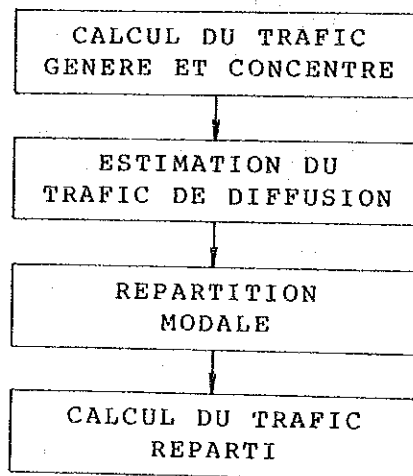 CALCUL DU TRAFIC
GENERE ET CONCENTRE
ESTIMATION DU
TRAFIC DE DIFFUSION
REPARTITION
MODALE
CALCUL DU TRAFIC
REPARTI